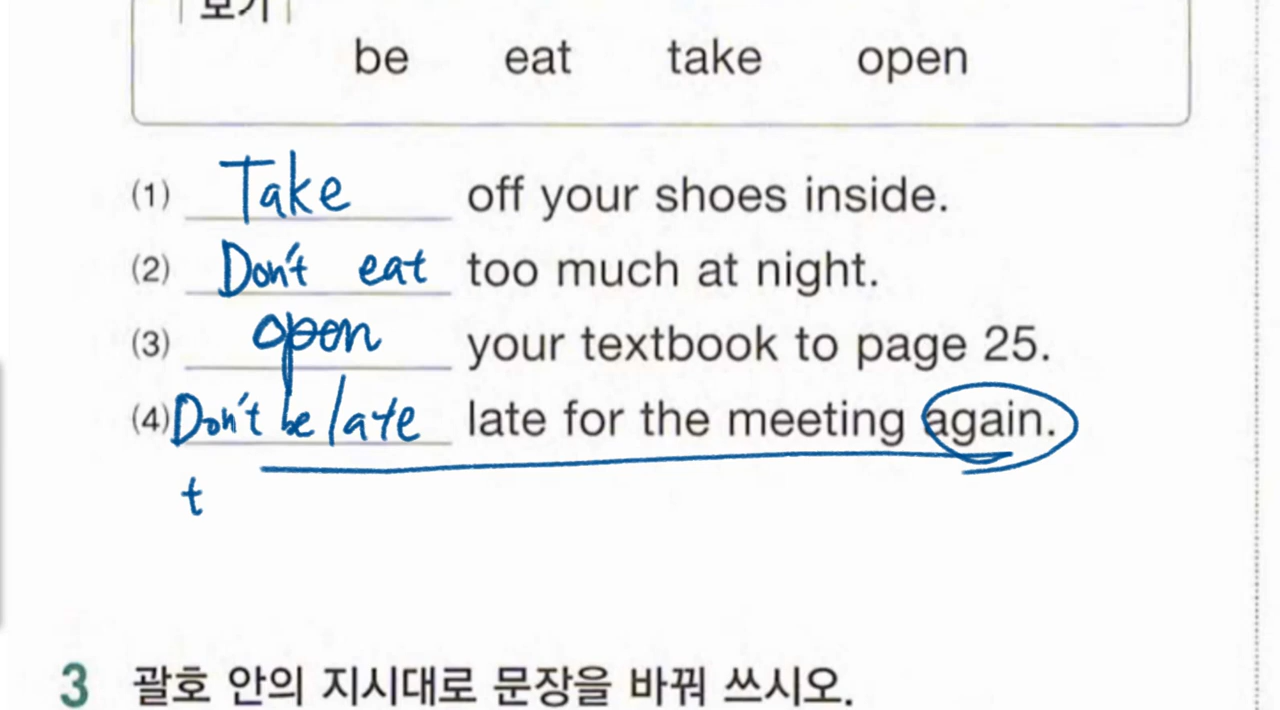 보기
be eat take open
(1) Take off your shoes inside.
(2) Don't eat too much at night.
(3) open your textbook to page 25.
(4) Don't be late late for the meeting again.
t
3 괄호 안의 지시대로 문장을 바꿔 쓰시오.